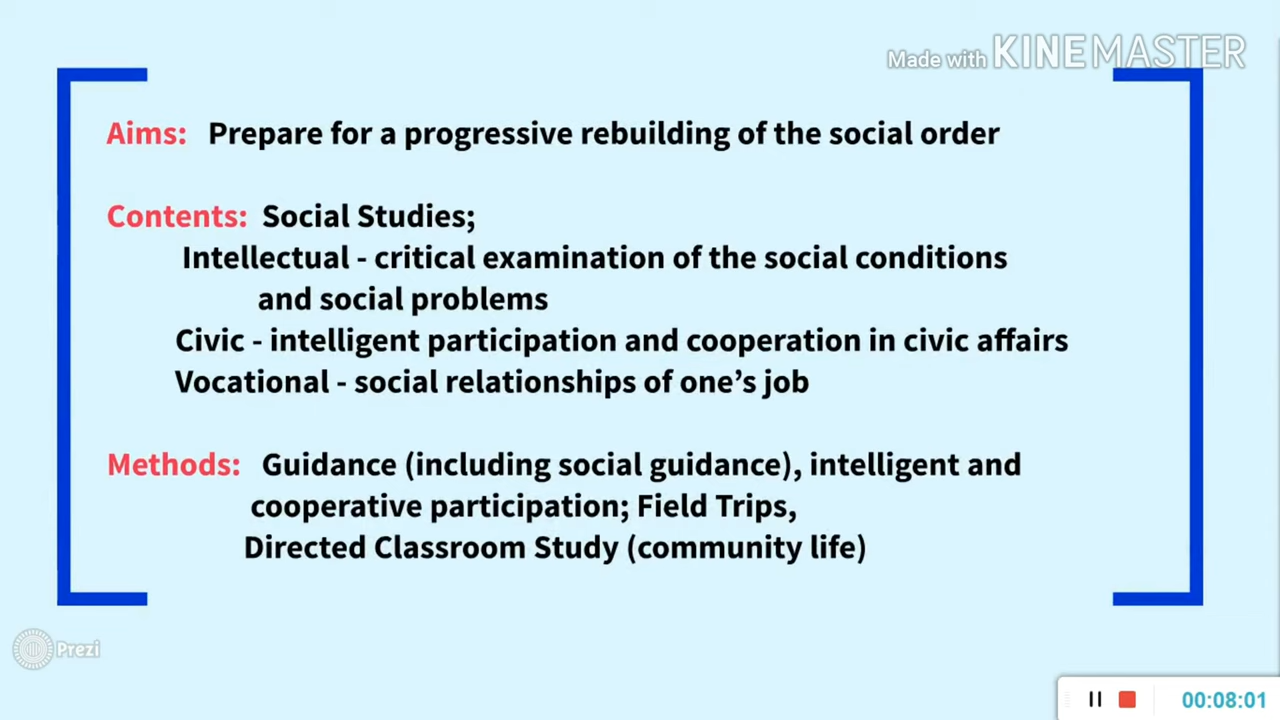 Made with KINEMASTER
Aims: Prepare for a progressive rebuilding of the social order
Contents: Social Studies;
Intellectual - critical examination of the social conditions
and social problems
Civic - intelligent participation and cooperation in civic affairs
Vocational - social relationships of one’s job
Methods: Guidance (including social guidance), intelligent and
cooperative participation; Field Trips,
Directed Classroom Study (community life)
Prezi
00:08:01